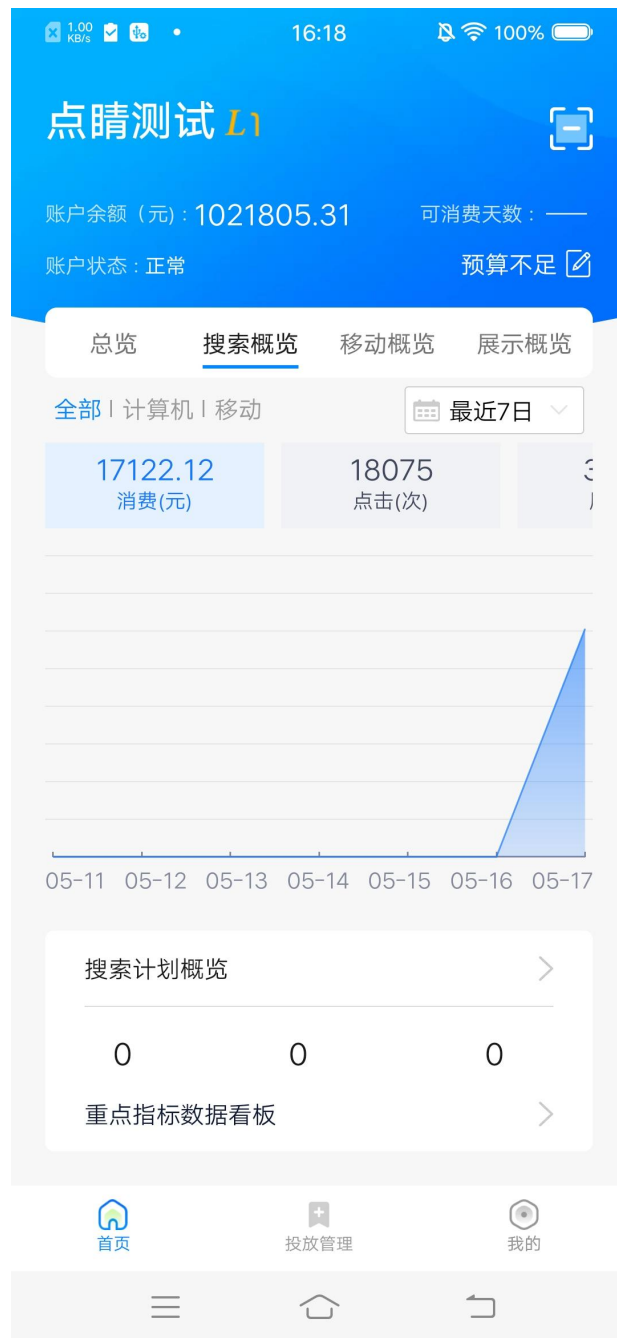 1.00 KB/s 16:18 100%
点睛测试 L1
账户余额（元）: 1021805.31 可消费天数 : ——
账户状态 : 正常 预算不足
总览 搜索概览 移动概览 展示概览
全部 | 计算机 | 移动 最近7日
17122.12 18075
消费(元) 点击(次)
05-11 05-12 05-13 05-14 05-15 05-16 05-17
搜索计划概览
0 0 0
重点指标数据看板
首页 投放管理 我的